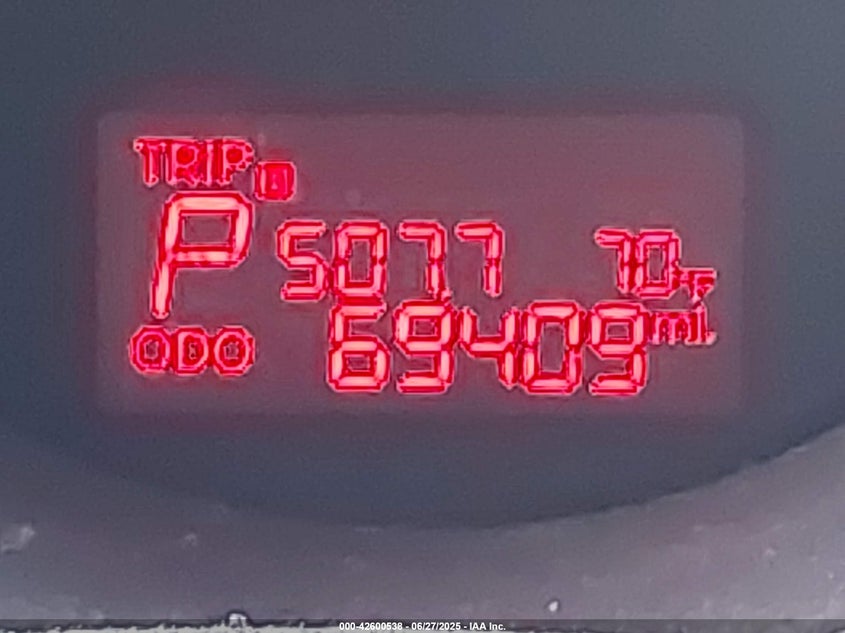 TRIP A
P 5077 70°F
ODO 69409 mi.
000-42600538 - 06/27/2025 - IAA Inc.